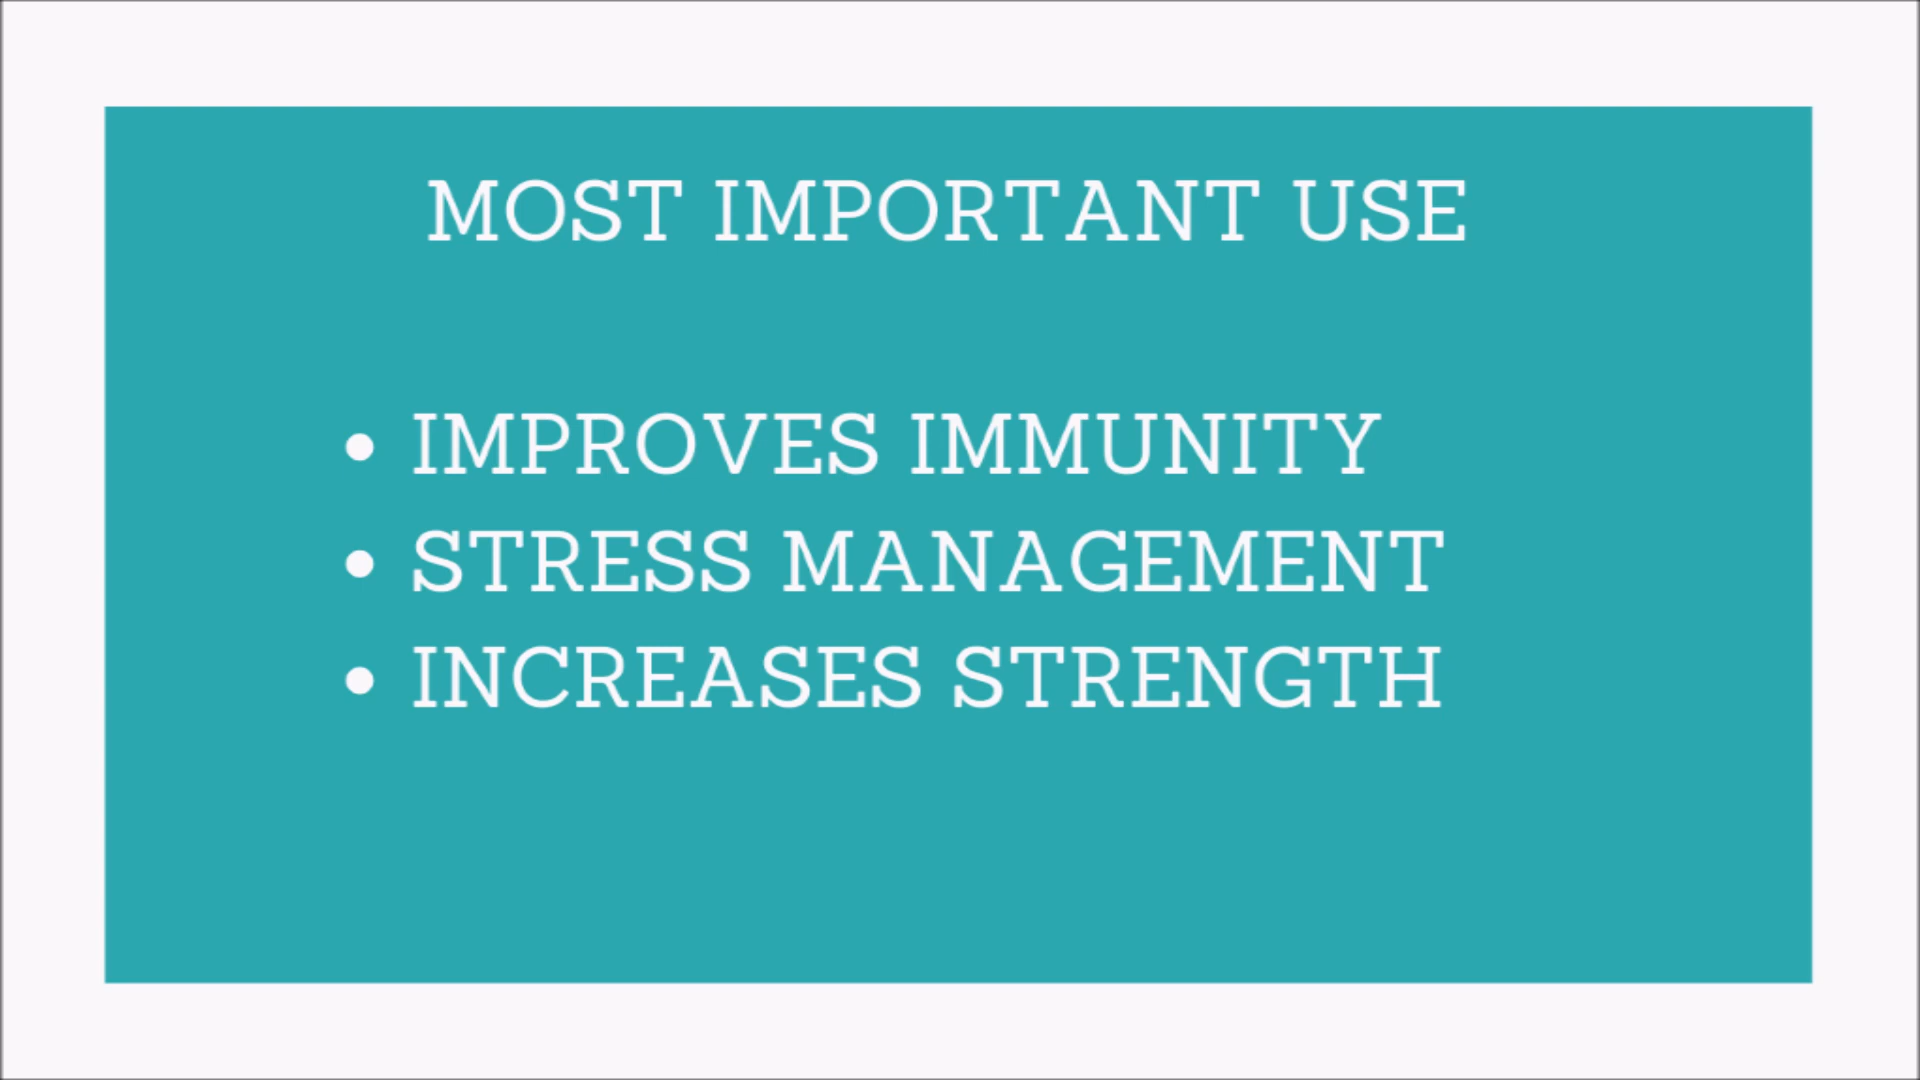 MOST IMPORTANT USE
• IMPROVES IMMUNITY
• STRESS MANAGEMENT
• INCREASES STRENGTH